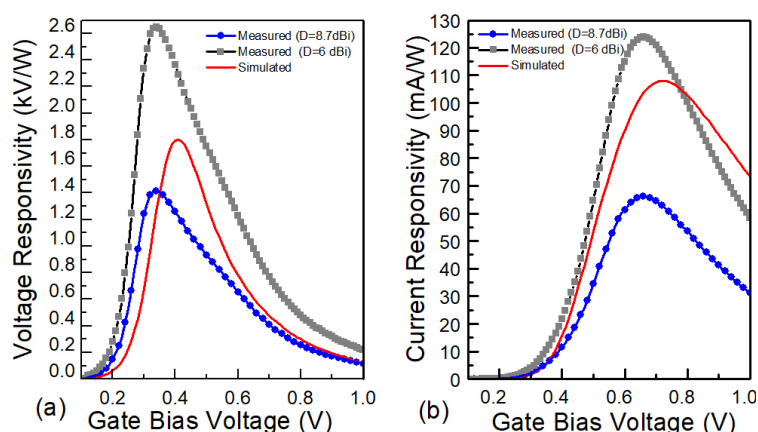 Voltage Responsivity (kV/W)
2.6
2.4
2.2
2.0
1.8
1.6
1.4
1.2
1.0
0.8
0.6
0.4
0.2
0.0
Measured (D=8.7dBi)
Measured (D=6 dBi)
Simulated
0.2 0.4 0.6 0.8 1.0
(a)
Gate Bias Voltage (V)
Current Responsivity (mA/W)
130
120
110
100
90
80
70
60
50
40
30
20
10
0
Measured (D=8.7dBi)
Measured (D=6 dBi)
Simulated
0.2 0.4 0.6 0.8 1.0
(b)
Gate Bias Voltage (V)